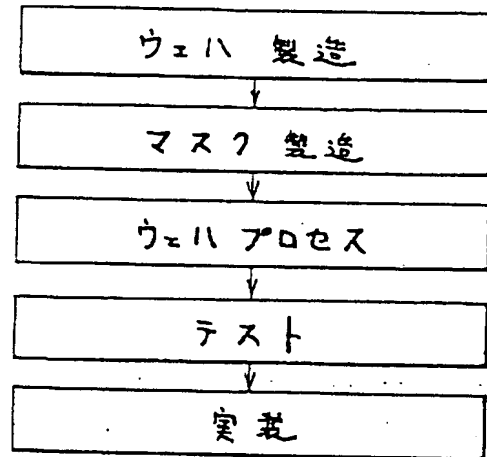 ウェハ 製造
マスク 製造
ウェハ プロセス
テスト
実装